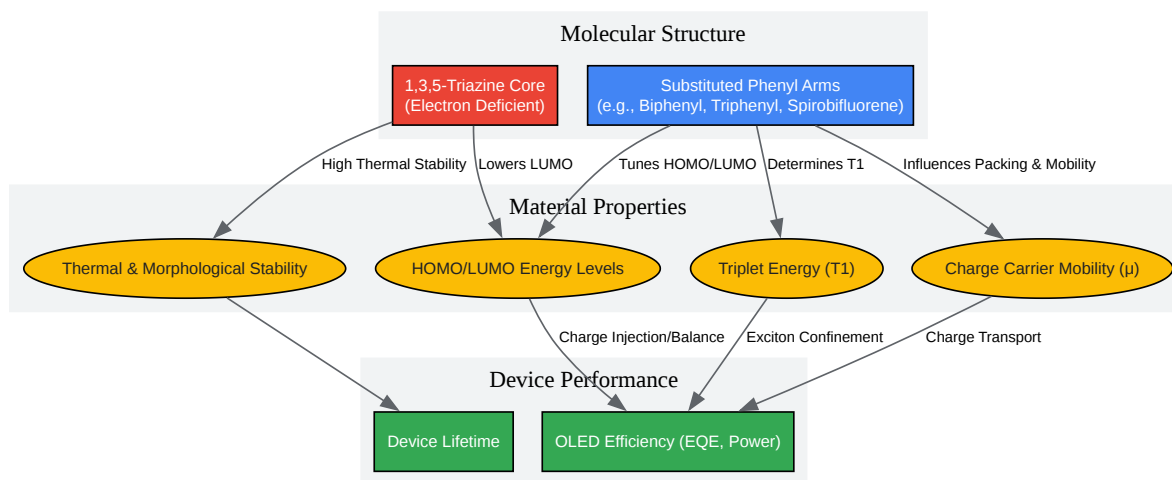 Molecular Structure
1,3,5-Triazine Core
(Electron Deficient)
Substituted Phenyl Arms
(e.g., Biphenyl, Triphenyl, Spirobifluorene)
High Thermal Stability
Lowers LUMO
Tunes HOMO/LUMO
Determines T1
Influences Packing & Mobility
Material Properties
Thermal & Morphological Stability
HOMO/LUMO Energy Levels
Triplet Energy (T1)
Charge Carrier Mobility (μ)
Charge Injection/Balance
Exciton Confinement
Charge Transport
Device Performance
Device Lifetime
OLED Efficiency (EQE, Power)